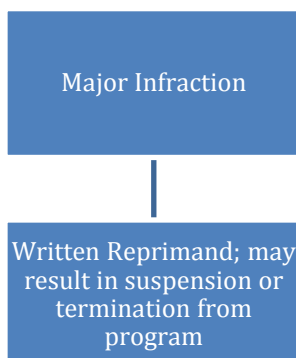 Major Infraction
Written Reprimand; may
result in suspension or
termination from
program